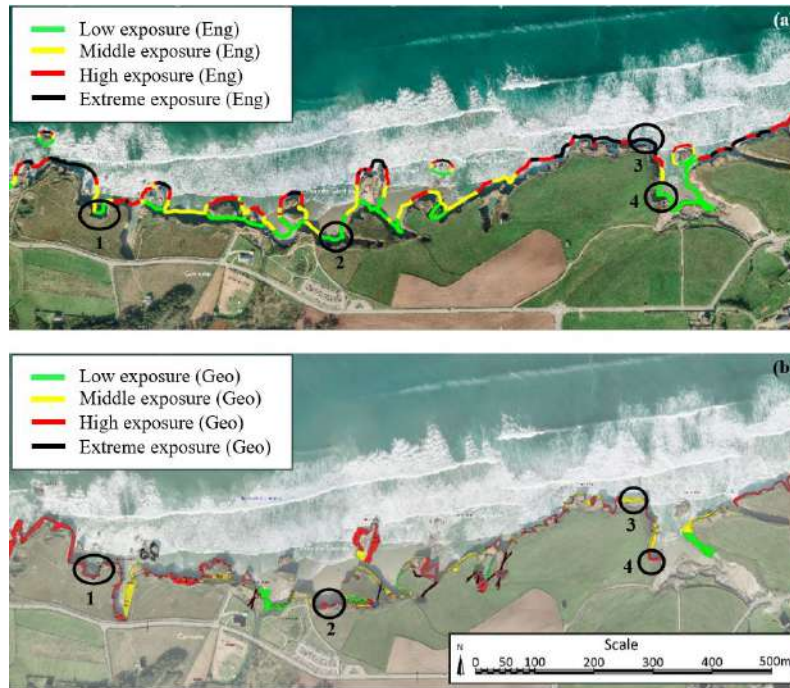 Low exposure (Eng)
Middle exposure (Eng)
High exposure (Eng)
Extreme exposure (Eng)
(a)
1
2
3
4
Low exposure (Geo)
Middle exposure (Geo)
High exposure (Geo)
Extreme exposure (Geo)
(b)
1
2
3
4
N
Scale
0 50 100 200 300 400 500m